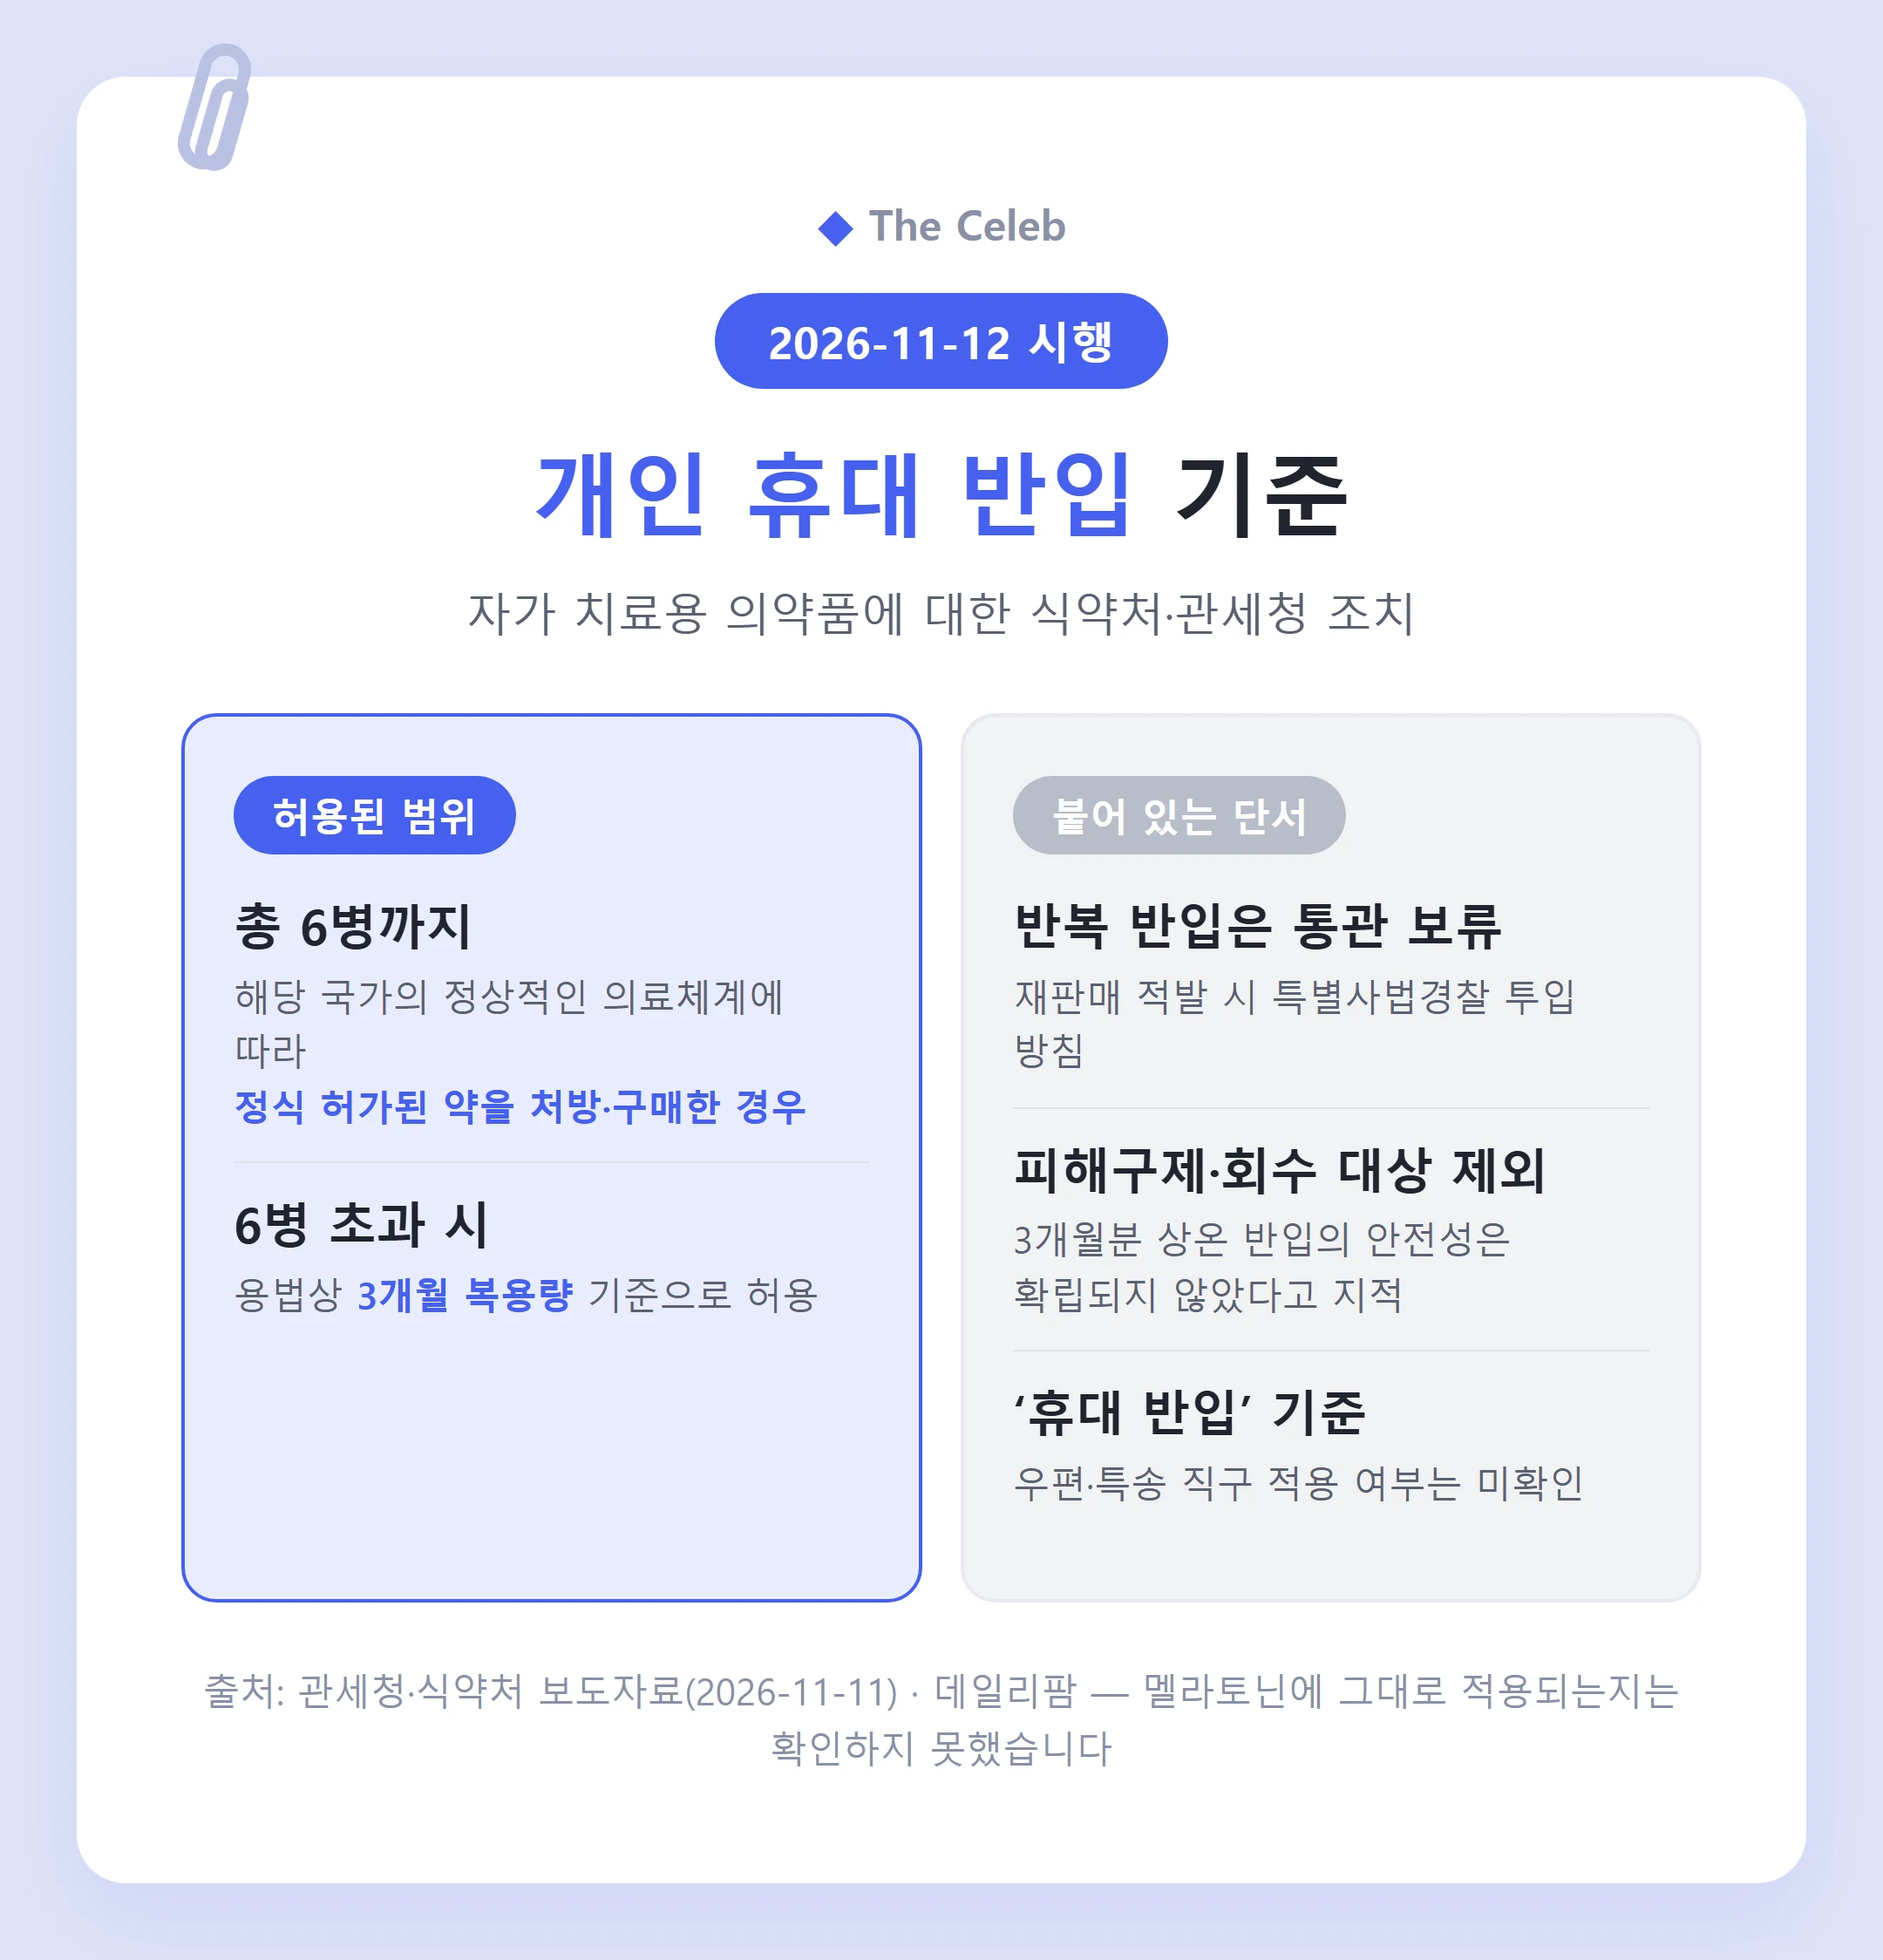 ◆ The Celeb
2026-11-12 시행
개인 휴대 반입 기준
자가 치료용 의약품에 대한 식약처·관세청 조치
허용된 범위
총 6병까지
해당 국가의 정상적인 의료체계에
따라
정식 허가된 약을 처방·구매한 경우
6병 초과 시
용법상 3개월 복용량 기준으로 허용
붙어 있는 단서
반복 반입은 통관 보류
재판매 적발 시 특별사법경찰 투입
방침
피해구제·회수 대상 제외
3개월분 상온 반입의 안전성은
확립되지 않았다고 지적
‘휴대 반입’ 기준
우편·특송 직구 적용 여부는 미확인
출처: 관세청·식약처 보도자료(2026-11-11) · 데일리팜 — 멜라토닌에 그대로 적용되는지는
확인하지 못했습니다